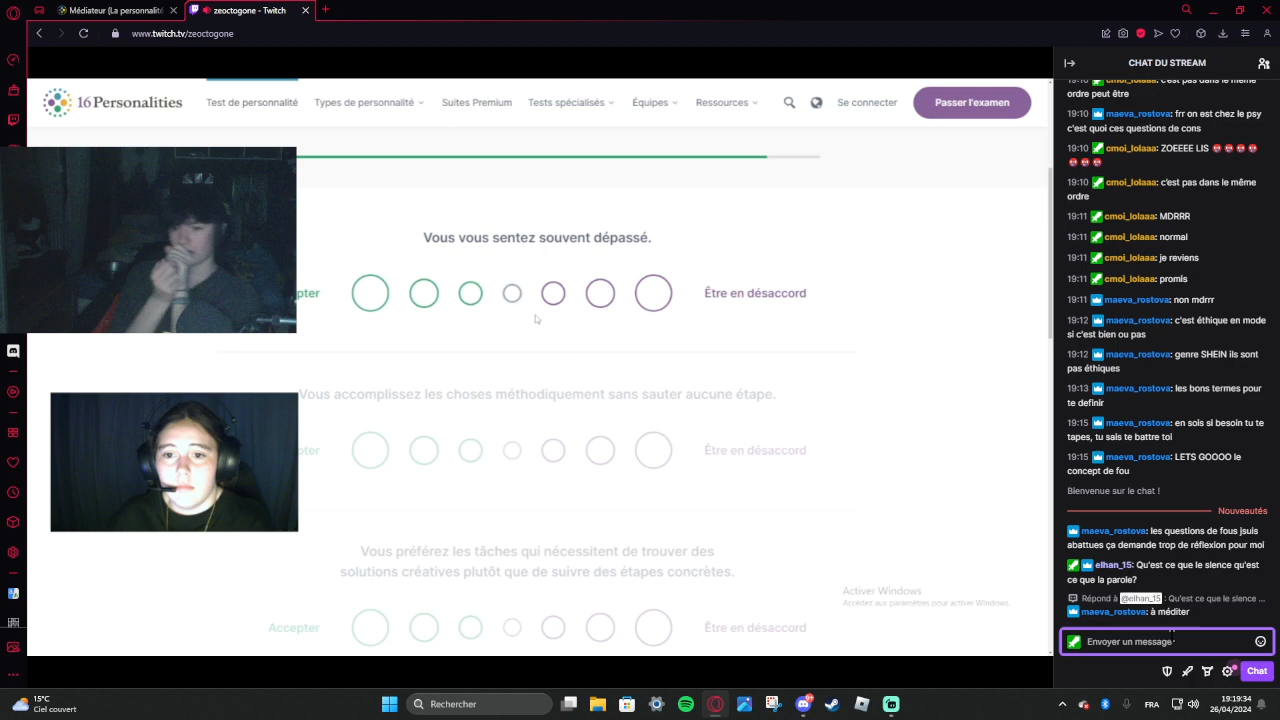 Médiateur (La personnalité
zeoctogone - Twitch
www.twitch.tv/zeoctogone
16Personalities
Test de personnalité
Types de personnalité
Suites Premium
Tests spécialisés
Équipes
Ressources
Se connecter
Passer l'examen
Vous vous sentez souvent dépassé.
pter
Être en désaccord
Vous accomplissez les choses méthodiquement sans sauter aucune étape.
pter
Être en désaccord
Vous préférez les tâches qui nécessitent de trouver des
solutions créatives plutôt que de suivre des étapes concrètes.
Accepter
Être en désaccord
Activer Windows
Accédez aux paramètres pour activer Windows.
CHAT DU STREAM
19:10 cmoi_lolaaa: c'est pas dans le même
ordre peut être
19:10 maeva_rostova: frr on est chez le psy
c'est quoi ces questions de cons
19:10 cmoi_lolaaa: ZOEEEE LIS
19:10 cmoi_lolaaa: c'est pas dans le même
ordre
19:11 cmoi_lolaaa: MDRRR
19:11 cmoi_lolaaa: normal
19:11 cmoi_lolaaa: je reviens
19:11 cmoi_lolaaa: promis
19:11 maeva_rostova: non mdrrr
19:12 maeva_rostova: c'est éthique en mode
si c'est bien ou pas
19:12 maeva_rostova: genre SHEIN ils sont
pas éthiques
19:13 maeva_rostova: les bons termes pour
te definir
19:15 maeva_rostova: en sois si besoin tu te
tapes, tu sais te battre toi
19:15 maeva_rostova: LETS GOOOO le
concept de fou
Bienvenue sur le chat !
Nouveautés
maeva_rostova: les questions de fous jsuis
abattues ça demande trop de réflexion pour moi
elhan_15: Qu'est ce que le slence qu'est
ce que la parole?
Répond à @elhan_15 : Qu'est ce que le slence ...
maeva_rostova: à méditer
Envoyer un message
Chat
15°C
Ciel couvert
Rechercher
FRA
19:19:34
26/04/2024